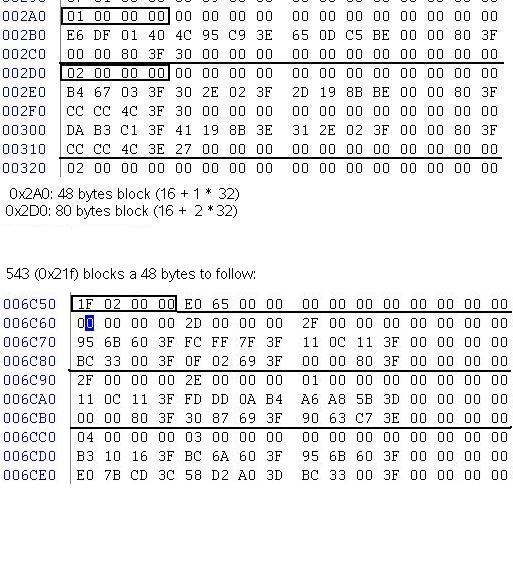 002A0 01 00 00 00 00 00 00 00 00 00 00 00 00 00 00 00
002B0 E6 DF 01 40 4C 95 C9 3E 65 0D C5 BE 00 00 80 3F
002C0 00 00 80 3F 30 00 00 00 00 00 00 00 00 00 00 00
002D0 02 00 00 00 00 00 00 00 00 00 00 00 00 00 00 00
002E0 B4 67 03 3F 30 2E 02 3F 2D 19 8B BE 00 00 80 3F
002F0 CC CC 4C 3F 30 00 00 00 00 00 00 00 00 00 00 00
00300 DA B3 C1 3F 41 19 8B 3E 31 2E 02 3F 00 00 80 3F
00310 CC CC 4C 3E 27 00 00 00 00 00 00 00 00 00 00 00
00320 02 00 00 00 00 00 00 00 00 00 00 00 00 00 00 00
0x2A0: 48 bytes block (16 + 1 * 32)
0x2D0: 80 bytes block (16 + 2 * 32)
543 (0x21f) blocks a 48 bytes to follow:
006C50 1F 02 00 00 E0 65 00 00 00 00 00 00 00 00 00 00
006C60 00 00 00 00 2D 00 00 00 2F 00 00 00 00 00 00 00
006C70 95 6B 60 3F FC FF 7F 3F 11 0C 11 3F 00 00 00 00
006C80 BC 33 00 3F 0F 02 69 3F 00 00 80 3F 00 00 00 00
006C90 2F 00 00 00 2E 00 00 00 01 00 00 00 00 00 00 00
006CA0 11 0C 11 3F FD DD 0A B4 A6 A8 5B 3D 00 00 00 00
006CB0 00 00 80 3F 30 87 69 3F 90 63 C7 3E 00 00 00 00
006CC0 04 00 00 00 03 00 00 00 00 00 00 00 00 00 00 00
006CD0 B3 10 16 3F BC 6A 60 3F 95 6B 60 3F 00 00 00 00
006CE0 E0 7B CD 3C 58 D2 A0 3D BC 33 00 3F 00 00 00 00